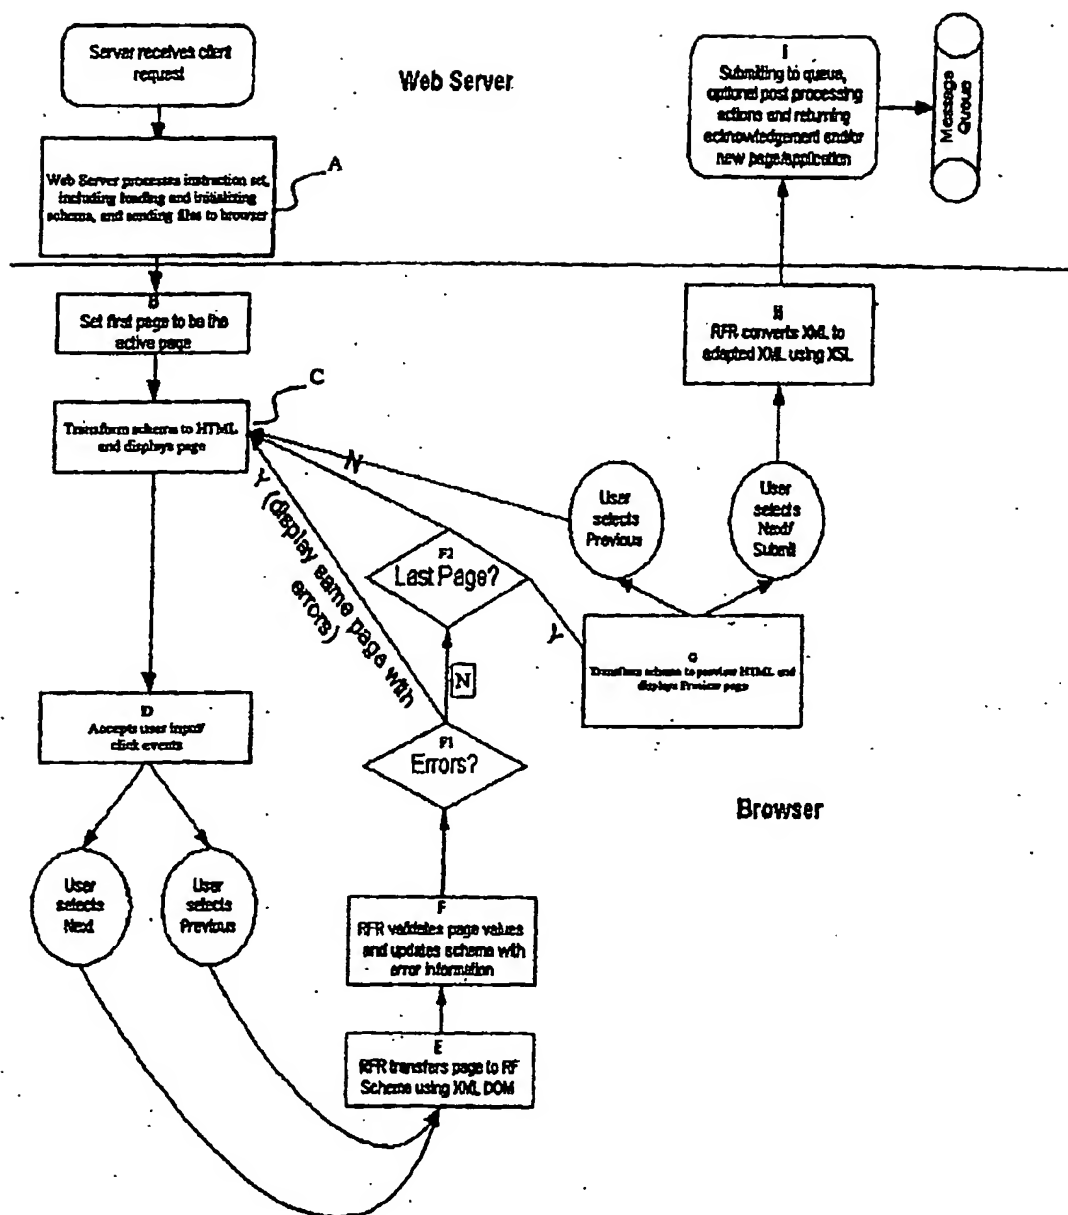 Server receives client
request
Web Server
I
Submitting to queue,
optional post processing
actions and returning
acknowledgement and/or
new page/application
Message
Queue
A
Web Server processes instruction set,
including loading and initializing
schema, and sending files to browser
B
Set first page to be the
active page
H
RFR converts XML to
adapted XML using XSL
C
Transform schema to HTML
and displays page
N
User
selects
Previous
User
selects
Next/
Submit
Y (display same page with
errors)
F2
Last Page?
Y
N
G
Transform schema to preview HTML and
displays Preview page
D
Accepts user input/
click events
F1
Errors?
Browser
User
selects
Next
User
selects
Previous
F
RFR validates page values
and updates schema with
error information
E
RFR transfers page to RF
Schema using XML DOM